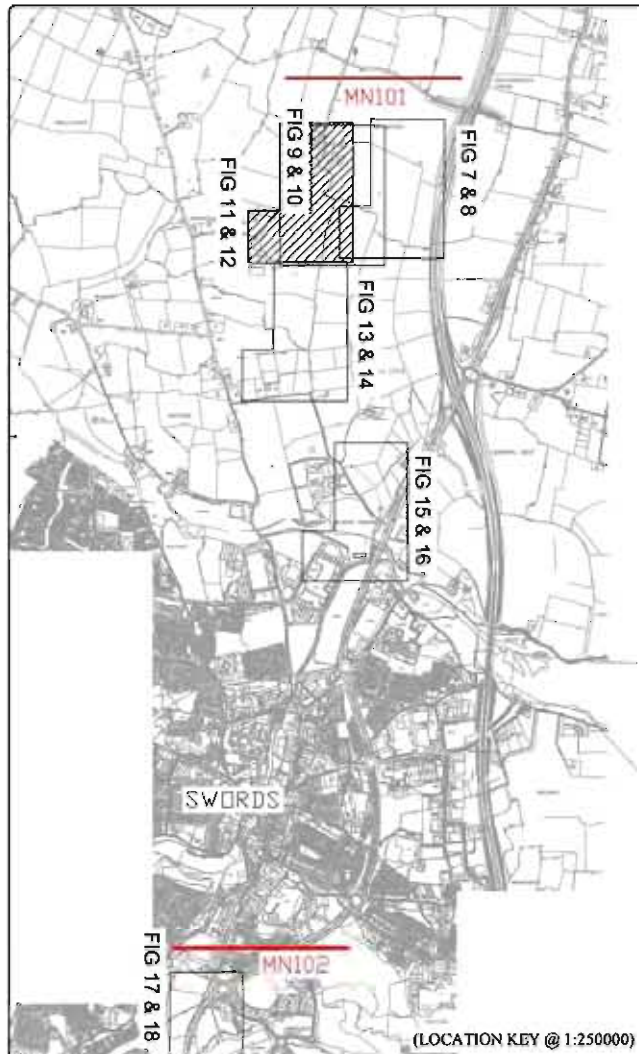 MN101
FIG 7 & 8
FIG 9 & 10
FIG 11 & 12
FIG 13 & 14
FIG 15 & 16
SWORDS
MN102
FIG 17 & 18
(LOCATION KEY @ 1:250000)